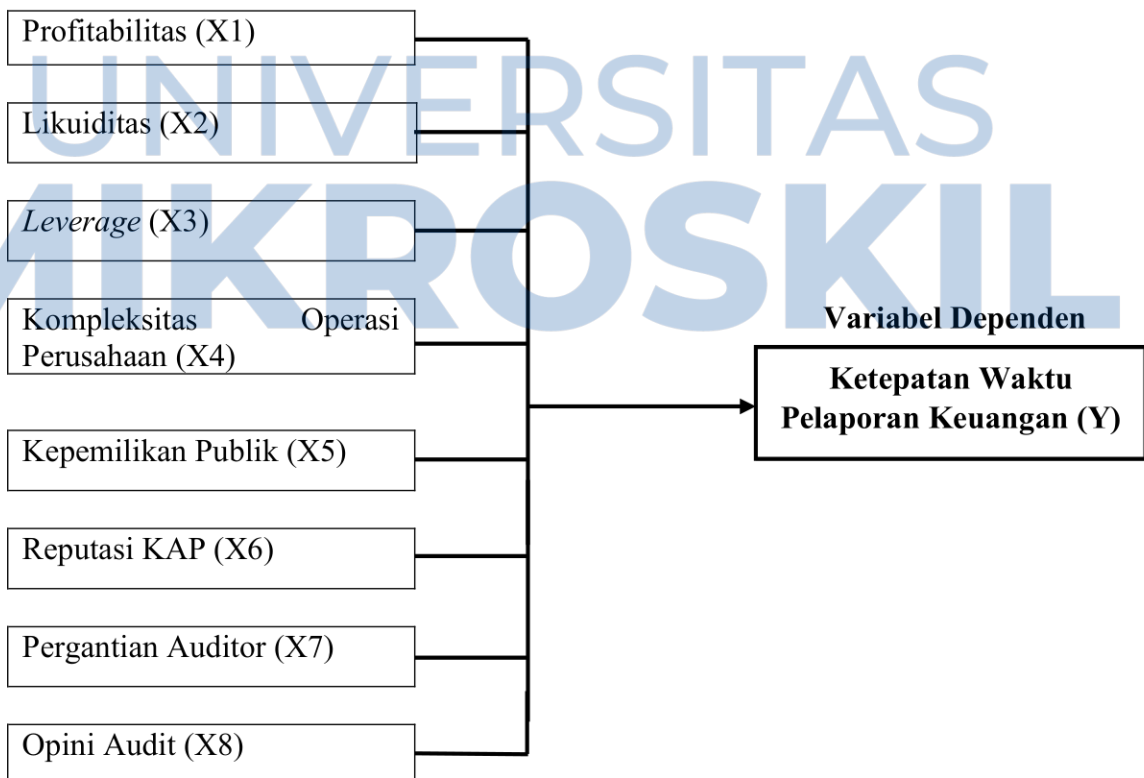 Profitabilitas (X1)
UNIVERSITAS
Likuiditas (X2)
MIKROSKIL
Leverage (X3)
Kompleksitas Operasi
Perusahaan (X4)
Variabel Dependen
Ketepatan Waktu
Pelaporan Keuangan (Y)
Kepemilikan Publik (X5)
Reputasi KAP (X6)
Pergantian Auditor (X7)
Opini Audit (X8)